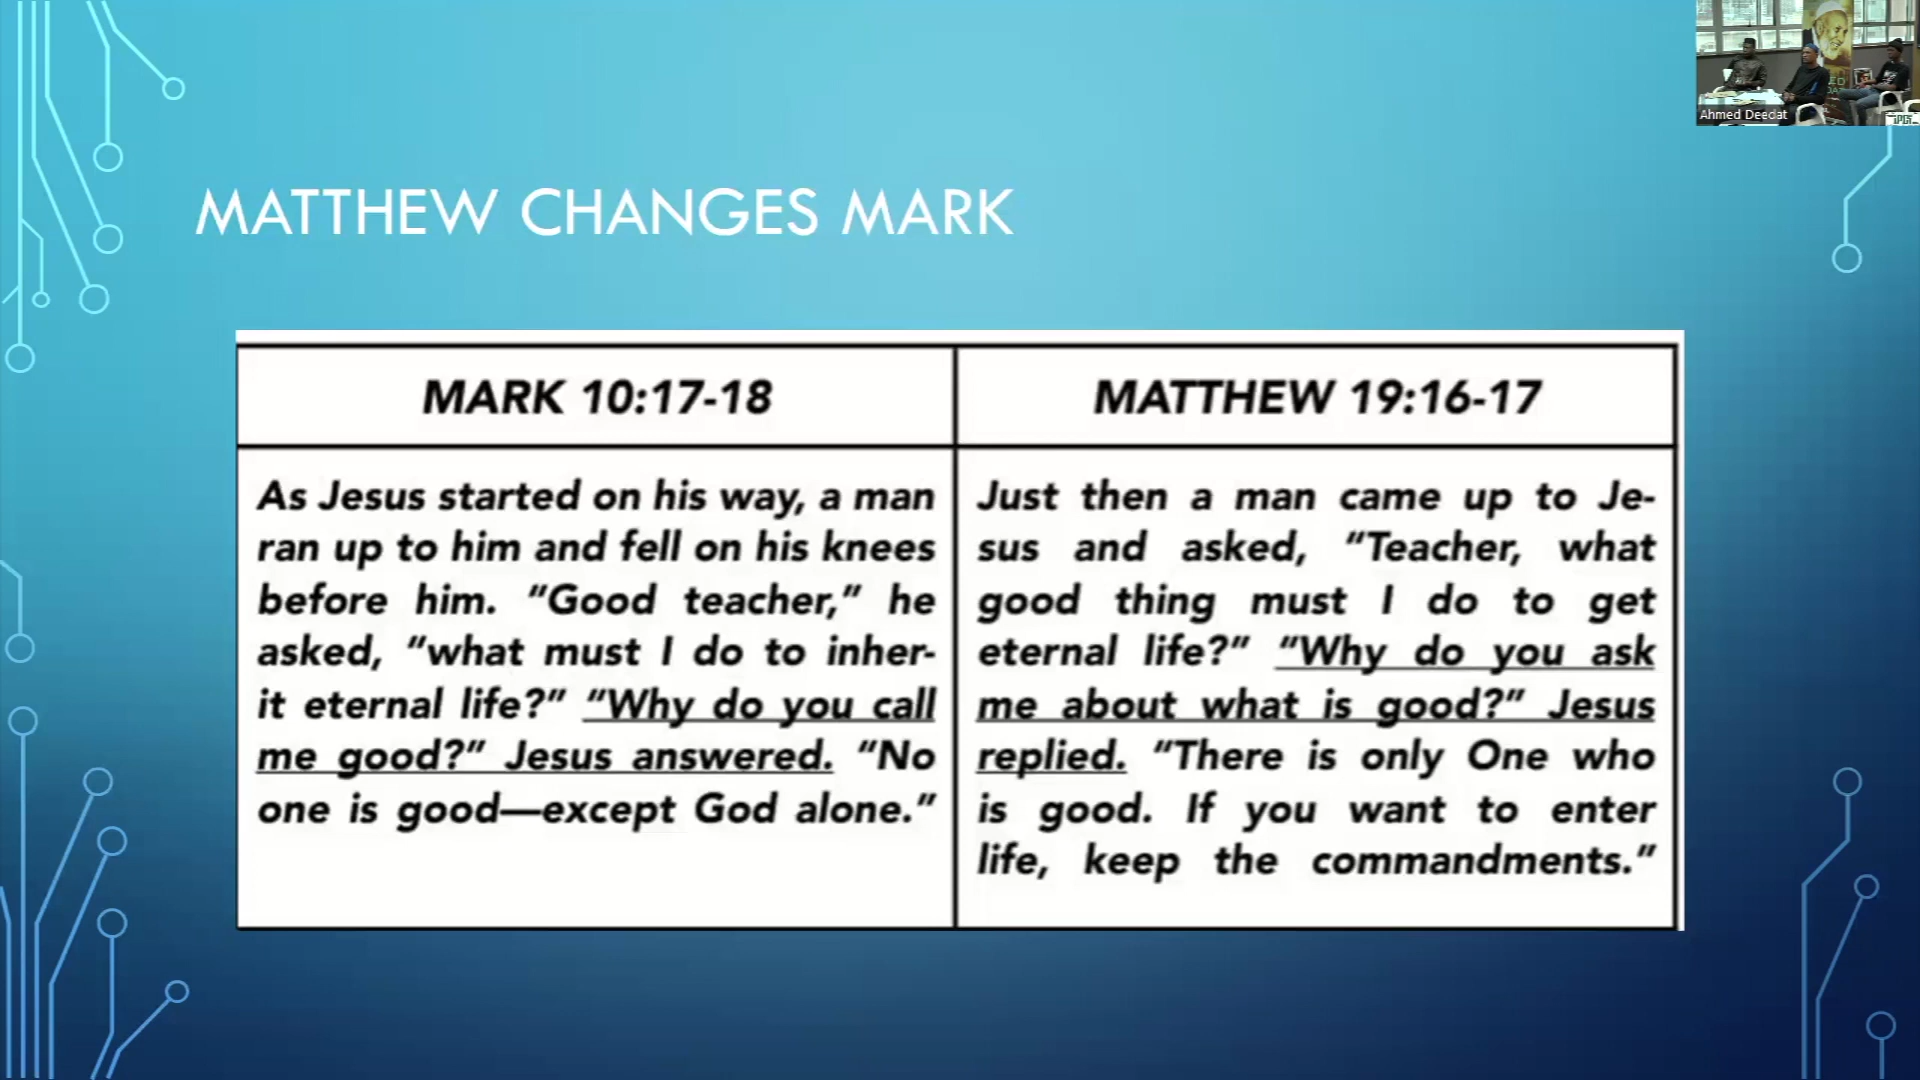 MATTHEW CHANGES MARK
MARK 10:17-18
As Jesus started on his way, a man
ran up to him and fell on his knees
before him. “Good teacher,” he
asked, “what must I do to inher-
it eternal life?” “Why do you call
me good?” Jesus answered. “No
one is good—except God alone.”
MATTHEW 19:16-17
Just then a man came up to Je-
sus and asked, “Teacher, what
good thing must I do to get
eternal life?” “Why do you ask
me about what is good?” Jesus
replied. “There is only One who
is good. If you want to enter
life, keep the commandments.”
Ahmed Deedat
IPCI